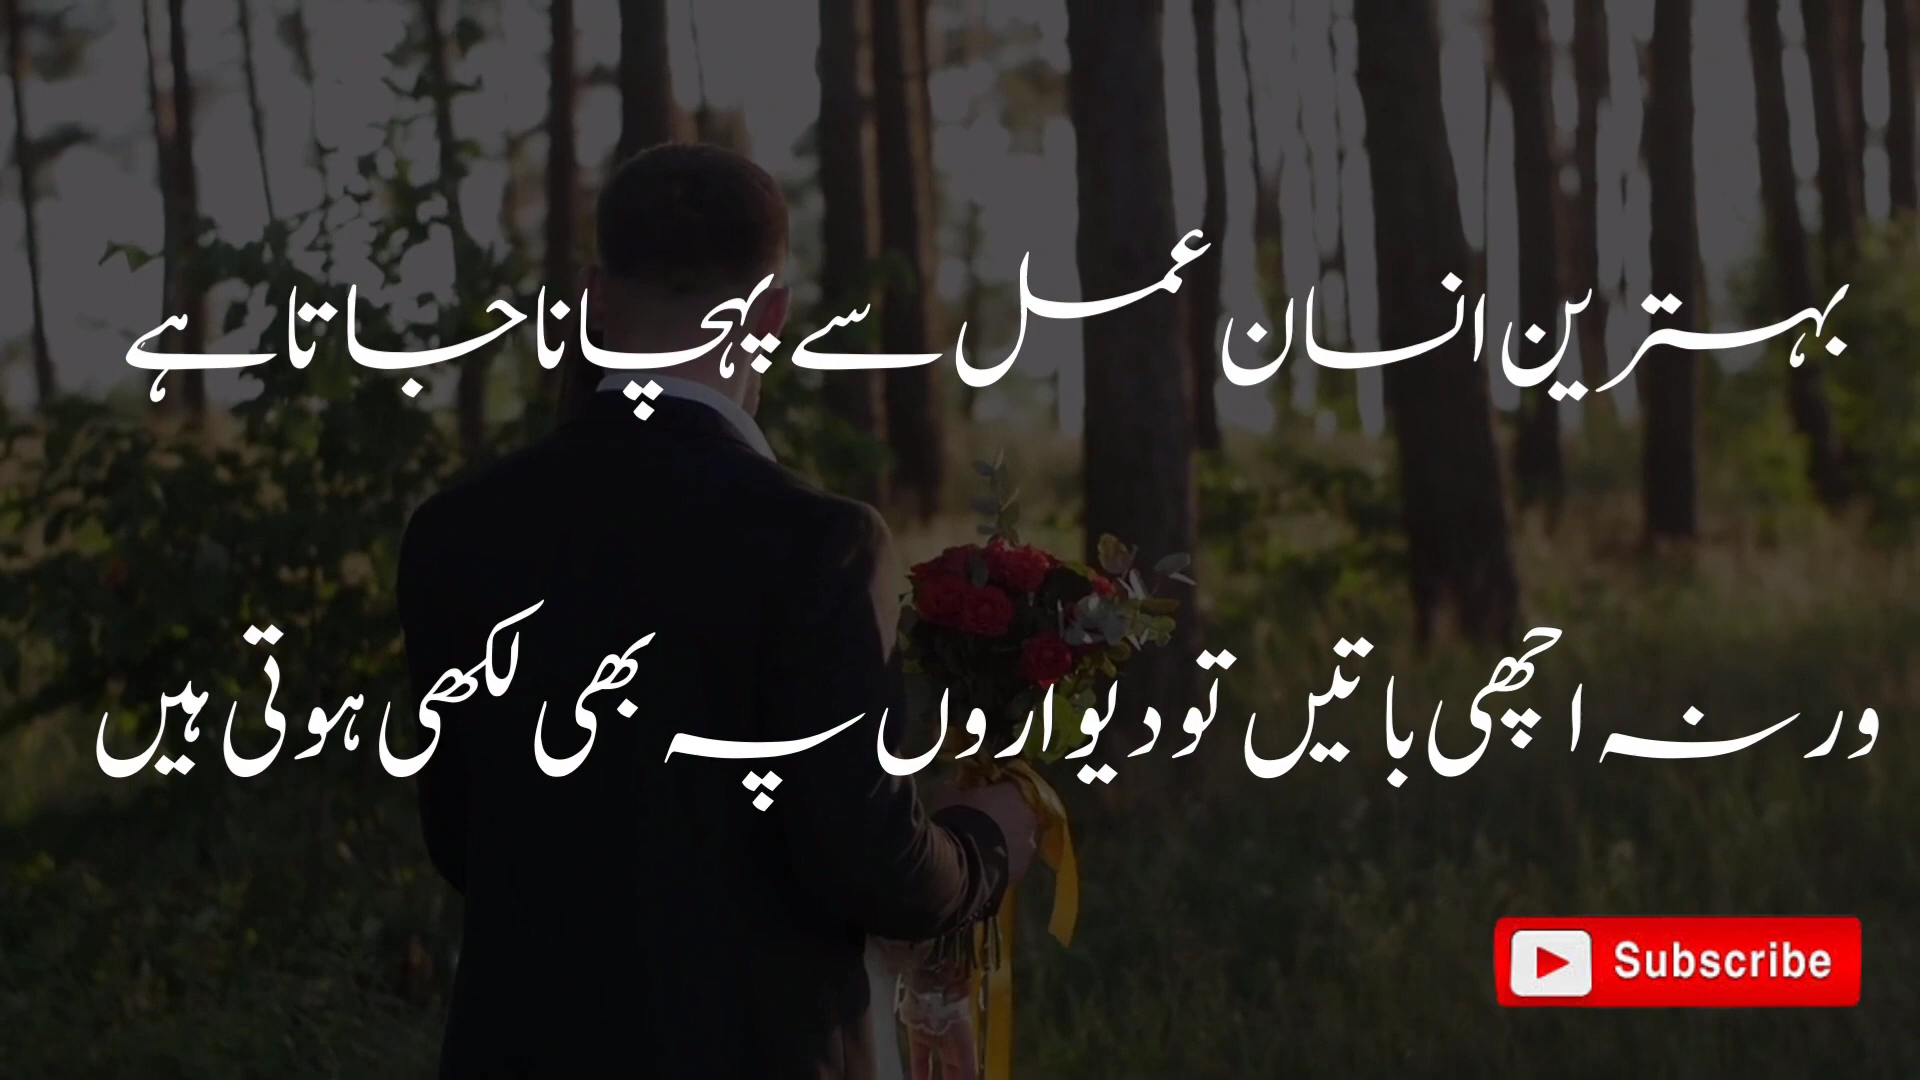 بہترین انسان عمل سے پہچانا جاتا ہے
ورنہ اچھی باتیں تو دیواروں پہ بھی لکھی ہوتی ہیں
Subscribe